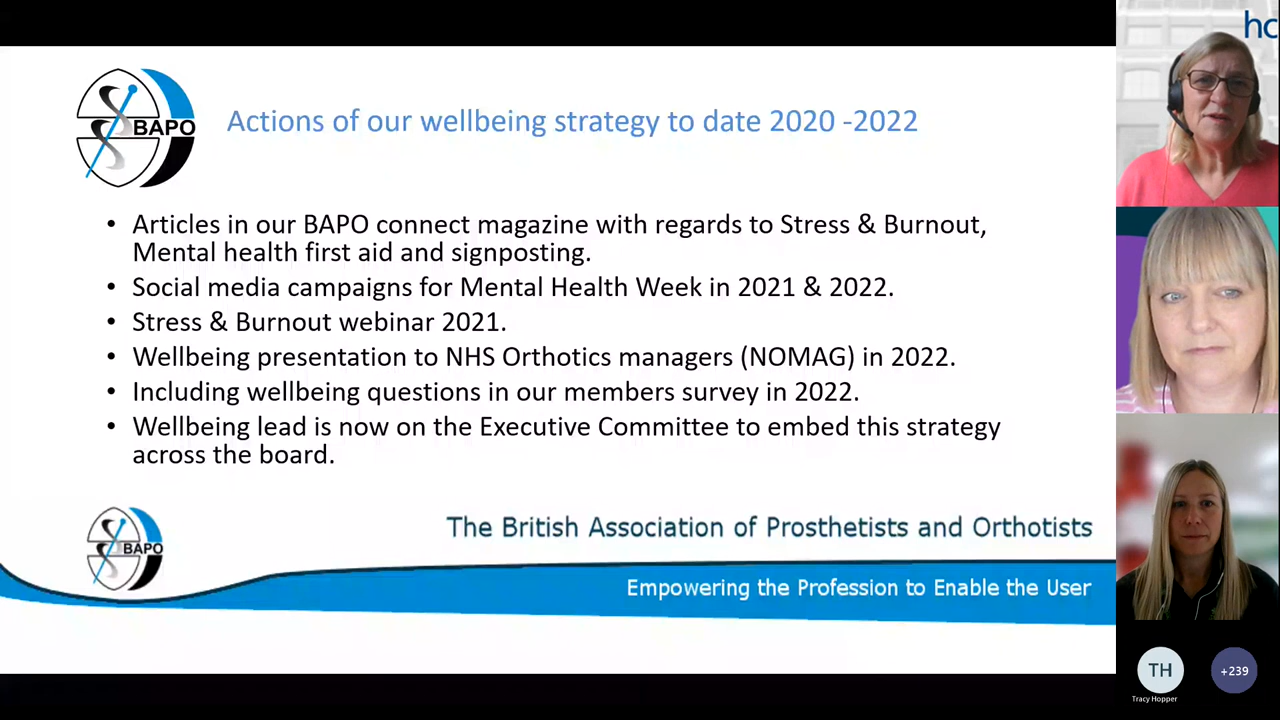 hc
BAPO
Actions of our wellbeing strategy to date 2020 -2022
• Articles in our BAPO connect magazine with regards to Stress & Burnout,
Mental health first aid and signposting.
• Social media campaigns for Mental Health Week in 2021 & 2022.
• Stress & Burnout webinar 2021.
• Wellbeing presentation to NHS Orthotics managers (NOMAG) in 2022.
• Including wellbeing questions in our members survey in 2022.
• Wellbeing lead is now on the Executive Committee to embed this strategy
across the board.
BAPO
The British Association of Prosthetists and Orthotists
Empowering the Profession to Enable the User
TH
+239
Tracy Hopper